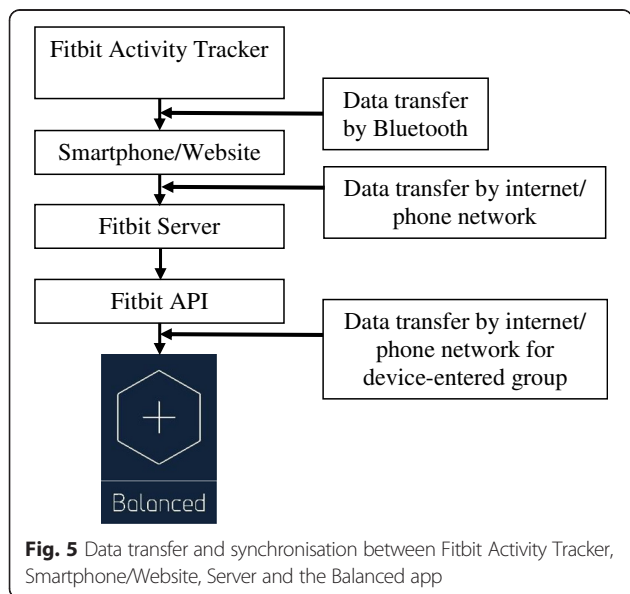 Fitbit Activity Tracker
Data transfer
by Bluetooth
Smartphone/Website
Data transfer by internet/
phone network
Fitbit Server
Fitbit API
Data transfer by internet/
phone network for
device-entered group
Balanced
Fig. 5 Data transfer and synchronisation between Fitbit Activity Tracker,
Smartphone/Website, Server and the Balanced app